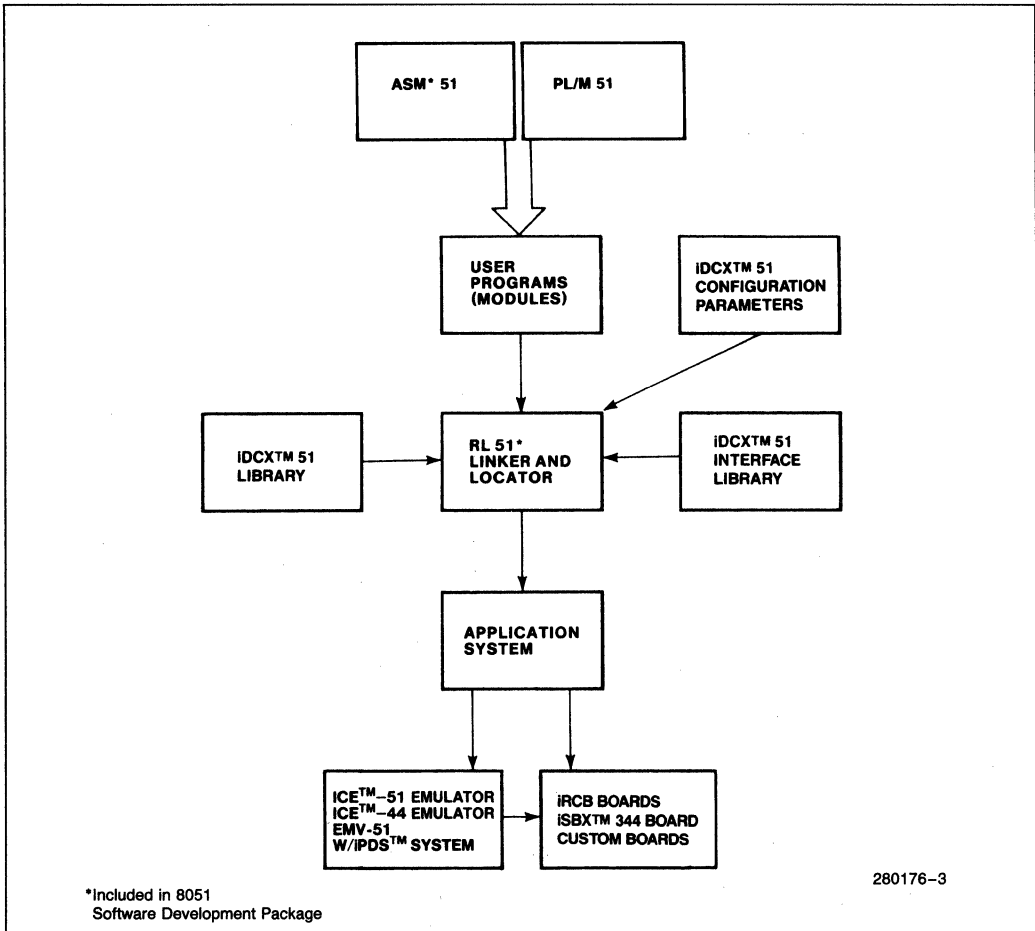 ASM* 51
PL/M 51
USER
PROGRAMS
(MODULES)
iDCX™ 51
CONFIGURATION
PARAMETERS
iDCX™ 51
LIBRARY
RL 51*
LINKER AND
LOCATOR
iDCX™ 51
INTERFACE
LIBRARY
APPLICATION
SYSTEM
ICE™–51 EMULATOR
ICE™–44 EMULATOR
EMV-51
W/iPDS™ SYSTEM
iRCB BOARDS
iSBX™ 344 BOARD
CUSTOM BOARDS
280176–3
*Included in 8051
Software Development Package